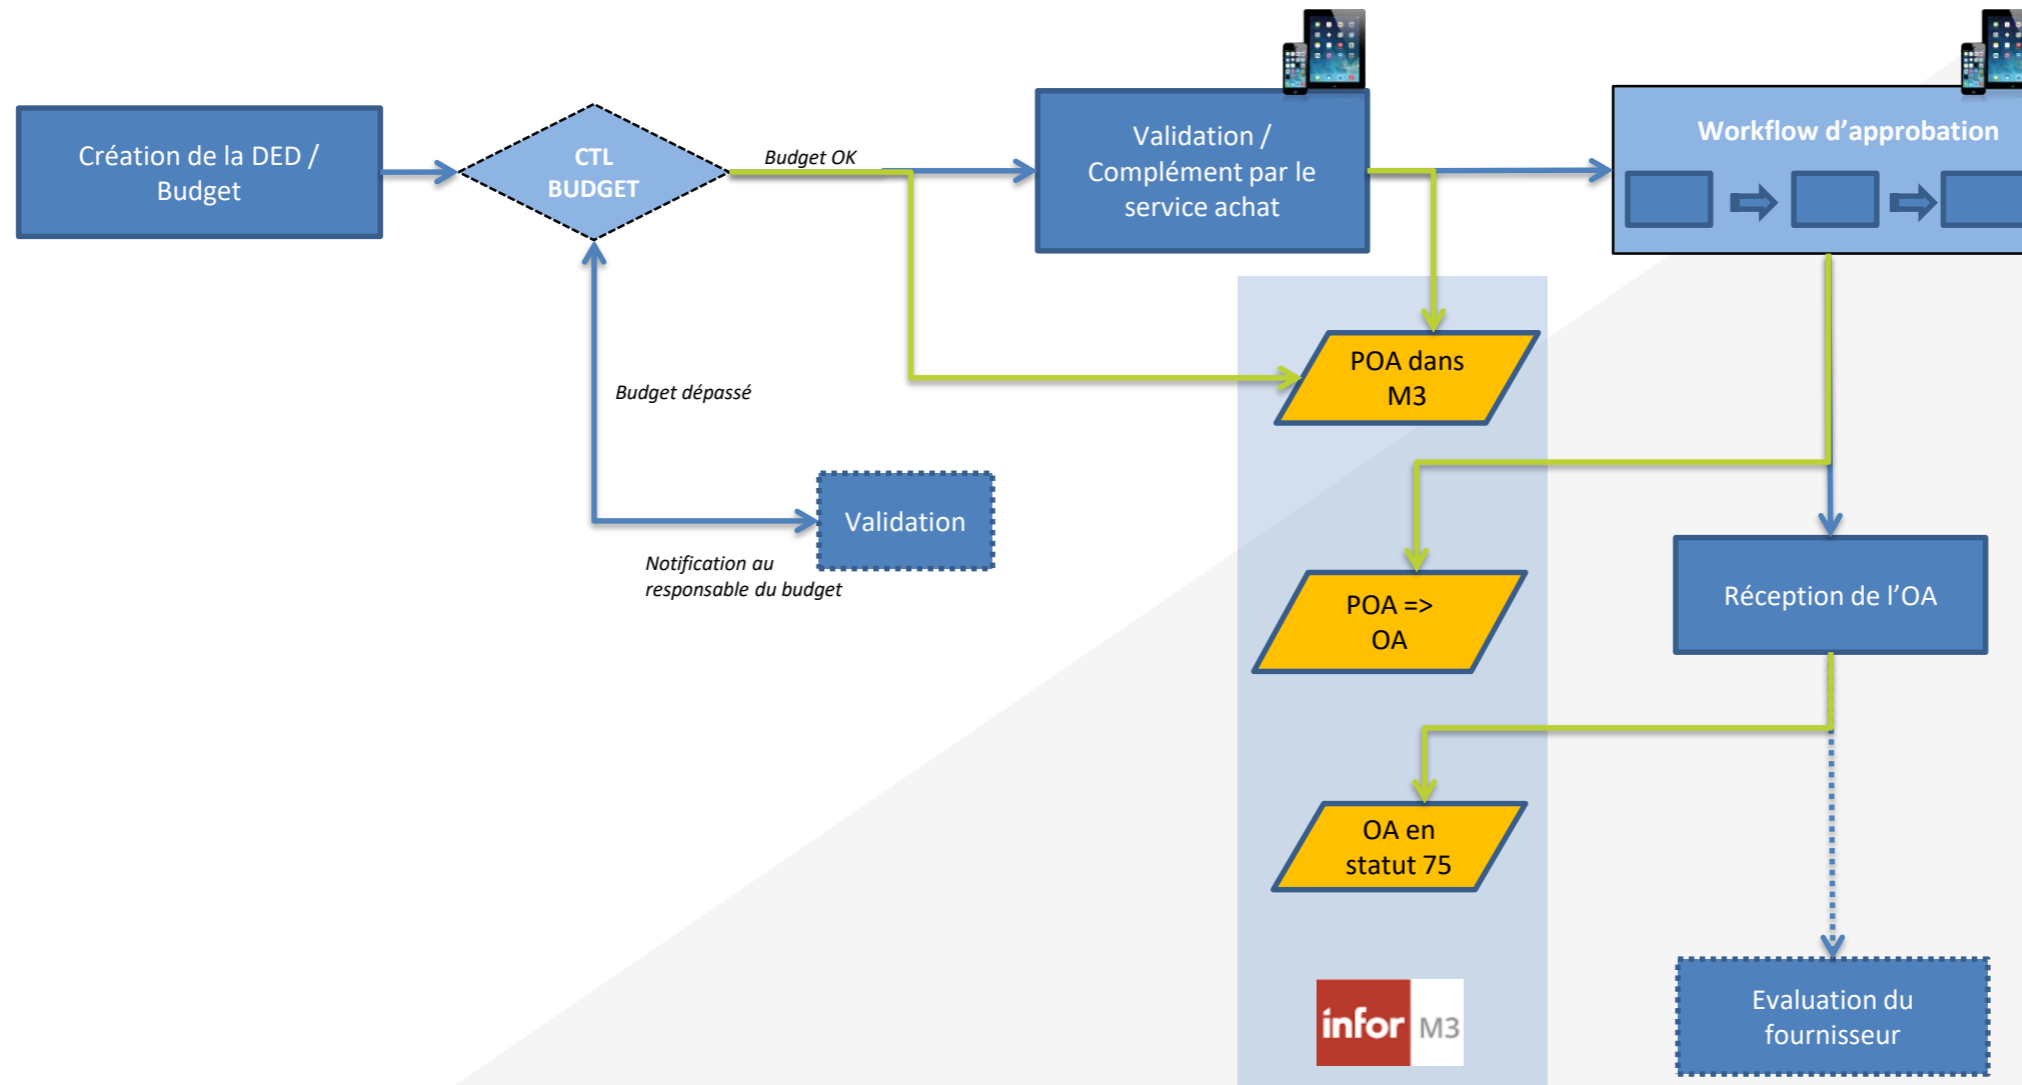 Création de la DED /
Budget
CTL
BUDGET
Budget OK
Validation /
Complément par le
service achat
Workflow d’approbation
POA dans
M3
Budget dépassé
Validation
Notification au
responsable du budget
POA =>
OA
Réception de l’OA
OA en
statut 75
infor M3
Evaluation du
fournisseur